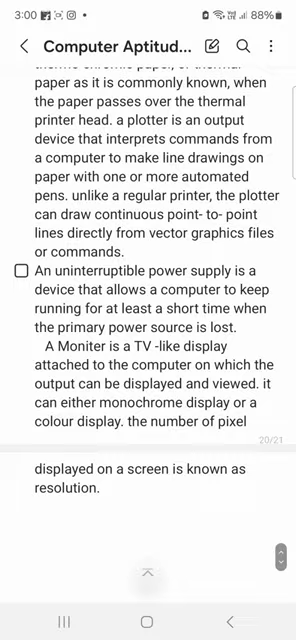 3:00
88%
Computer Aptitud...
paper as it is commonly known, when
the paper passes over the thermal
printer head. a plotter is an output
device that interprets commands from
a computer to make line drawings on
paper with one or more automated
pens. unlike a regular printer, the plotter
can draw continuous point- to- point
lines directly from vector graphics files
or commands.
An uninterruptible power supply is a
device that allows a computer to keep
running for at least a short time when
the primary power source is lost.
A Moniter is a TV -like display
attached to the computer on which the
output can be displayed and viewed. it
can either monochrome display or a
colour display. the number of pixel
20/21
displayed on a screen is known as
resolution.